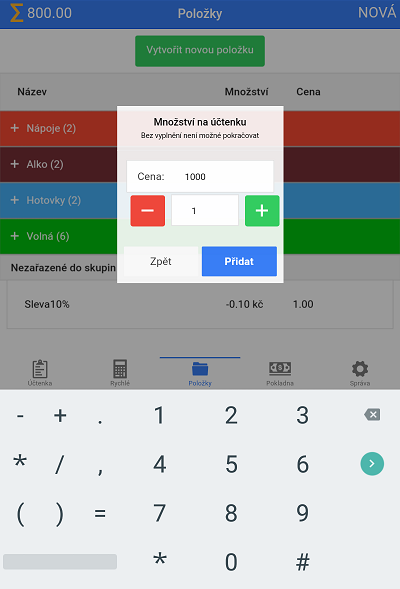 Σ 800.00 Položky NOVÁ
Vytvořit novou položku
Název Množství Cena
Množství na účtenku
Bez vyplnění není možné pokračovat
+ Nápoje (2)
+ Alko (2)
Cena: 1000
+ Hotovky (2)
− 1 +
+ Volná (6)
Zpět Přidat
Nezařazené do skupin
Sleva10% -0.10 kč 1.00
Účtenka Rychlé Položky Pokladna Správa
- + . 1 2 3
* / , 4 5 6
( ) = 7 8 9
* 0 #